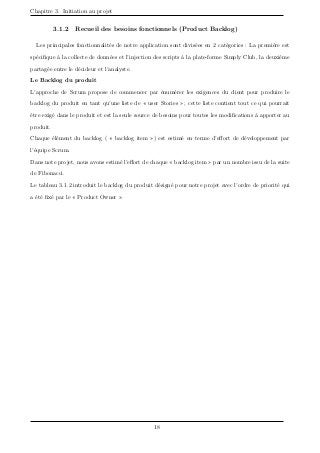 Chapitre 3. Initiation au projet
3.1.2 Recueil des besoins fonctionnels (Product Backlog)
Les principales fonctionnalités de notre application sont divisées en 2 catégories : La première est
spécifique à la collecte de données et l'injection des scripts à la plate-forme Simply Club, la deuxième
partagée entre le décideur et l'analyste.
Le Backlog du produit
L'approche de Scrum propose de commencer par énumérer les exigences du client pour produire le
backlog du produit en tant qu'une liste de « user Stories » ; cette liste contient tout ce qui pourrait
être exigé dans le produit et est la seule source de besoins pour toutes les modifications à apporter au
produit.
Chaque élément du backlog ( « backlog item ») est estimé en terme d'effort de développement par
l'équipe Scrum.
Dans notre projet, nous avons estimé l'effort de chaque « backlog item » par un nombre issu de la suite
de Fibonacci.
Le tableau 3.1.2 introduit le backlog du produit désigné pour notre projet avec l'ordre de priorité qui
a été fixé par le « Product Owner »
18